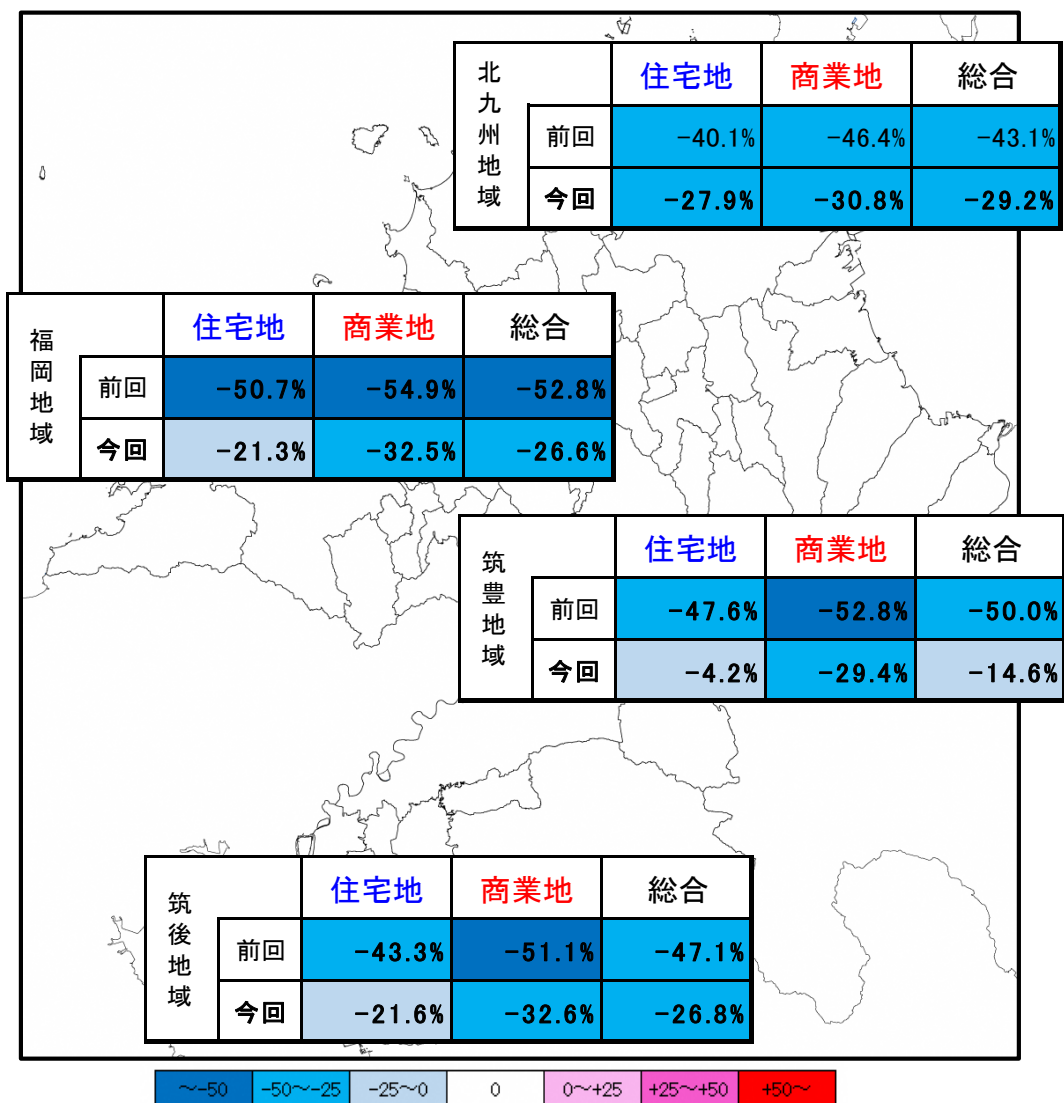 北九州地域
住宅地 商業地 総合
前回 -40.1% -46.4% -43.1%
今回 -27.9% -30.8% -29.2%
福岡地域
住宅地 商業地 総合
前回 -50.7% -54.9% -52.8%
今回 -21.3% -32.5% -26.6%
筑豊地域
住宅地 商業地 総合
前回 -47.6% -52.8% -50.0%
今回 -4.2% -29.4% -14.6%
筑後地域
住宅地 商業地 総合
前回 -43.3% -51.1% -47.1%
今回 -21.6% -32.6% -26.8%
～-50 -50～-25 -25～0 0 0～+25 +25～+50 +50～